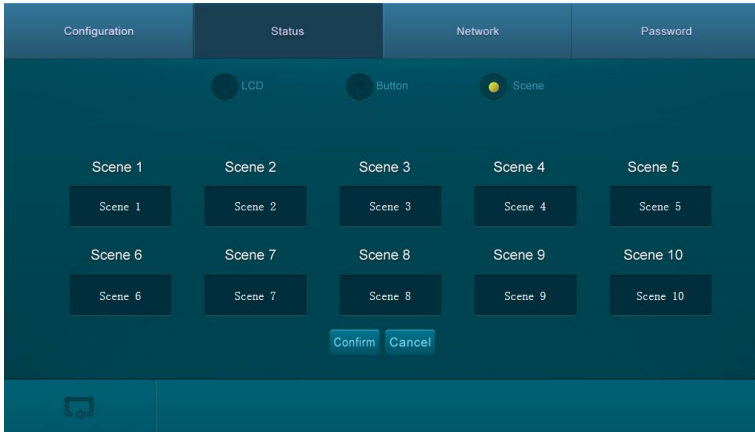 Configuration Status Network Password
LCD Button Scene
Scene 1 Scene 2 Scene 3 Scene 4 Scene 5
Scene 1 Scene 2 Scene 3 Scene 4 Scene 5
Scene 6 Scene 7 Scene 8 Scene 9 Scene 10
Scene 6 Scene 7 Scene 8 Scene 9 Scene 10
Confirm Cancel